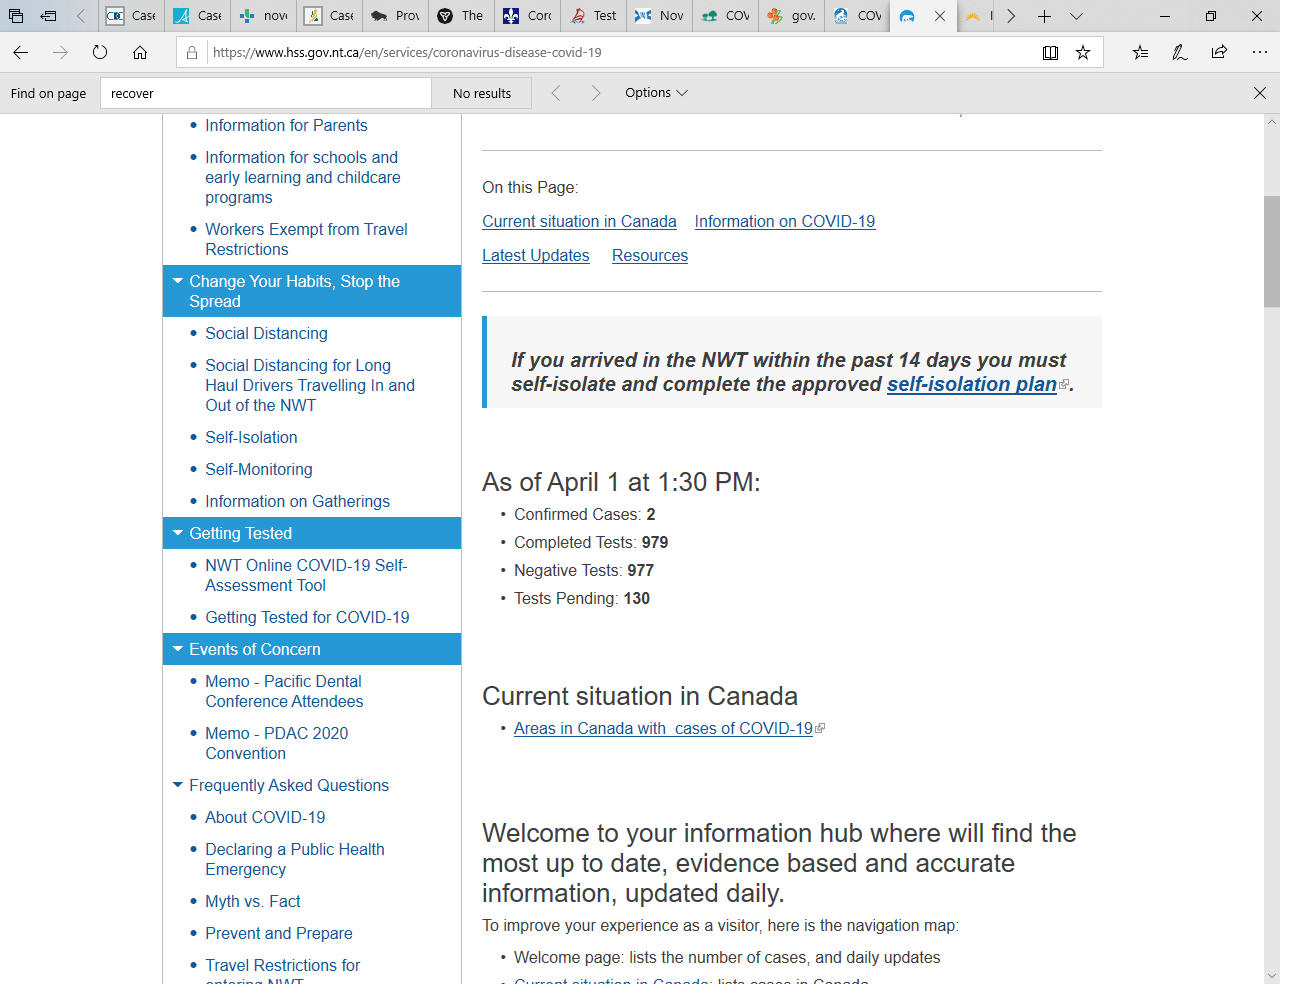 Case
Case
nove
Case
Prov
The
Coro
Test
Nov
COV
gov.
COV
https://www.hss.gov.nt.ca/en/services/coronavirus-disease-covid-19
Find on page
recover
No results
Options
Information for Parents
Information for schools and
early learning and childcare
programs
Workers Exempt from Travel
Restrictions
Change Your Habits, Stop the
Spread
Social Distancing
Social Distancing for Long
Haul Drivers Travelling In and
Out of the NWT
Self-Isolation
Self-Monitoring
Information on Gatherings
Getting Tested
NWT Online COVID-19 Self-
Assessment Tool
Getting Tested for COVID-19
Events of Concern
Memo - Pacific Dental
Conference Attendees
Memo - PDAC 2020
Convention
Frequently Asked Questions
About COVID-19
Declaring a Public Health
Emergency
Myth vs. Fact
Prevent and Prepare
Travel Restrictions for
entering NWT
On this Page:
Current situation in Canada Information on COVID-19
Latest Updates Resources
If you arrived in the NWT within the past 14 days you must
self-isolate and complete the approved self-isolation plan.
As of April 1 at 1:30 PM:
Confirmed Cases: 2
Completed Tests: 979
Negative Tests: 977
Tests Pending: 130
Current situation in Canada
Areas in Canada with cases of COVID-19
Welcome to your information hub where will find the
most up to date, evidence based and accurate
information, updated daily.
To improve your experience as a visitor, here is the navigation map:
Welcome page: lists the number of cases, and daily updates
Current situation in Canada: lists cases in Canada